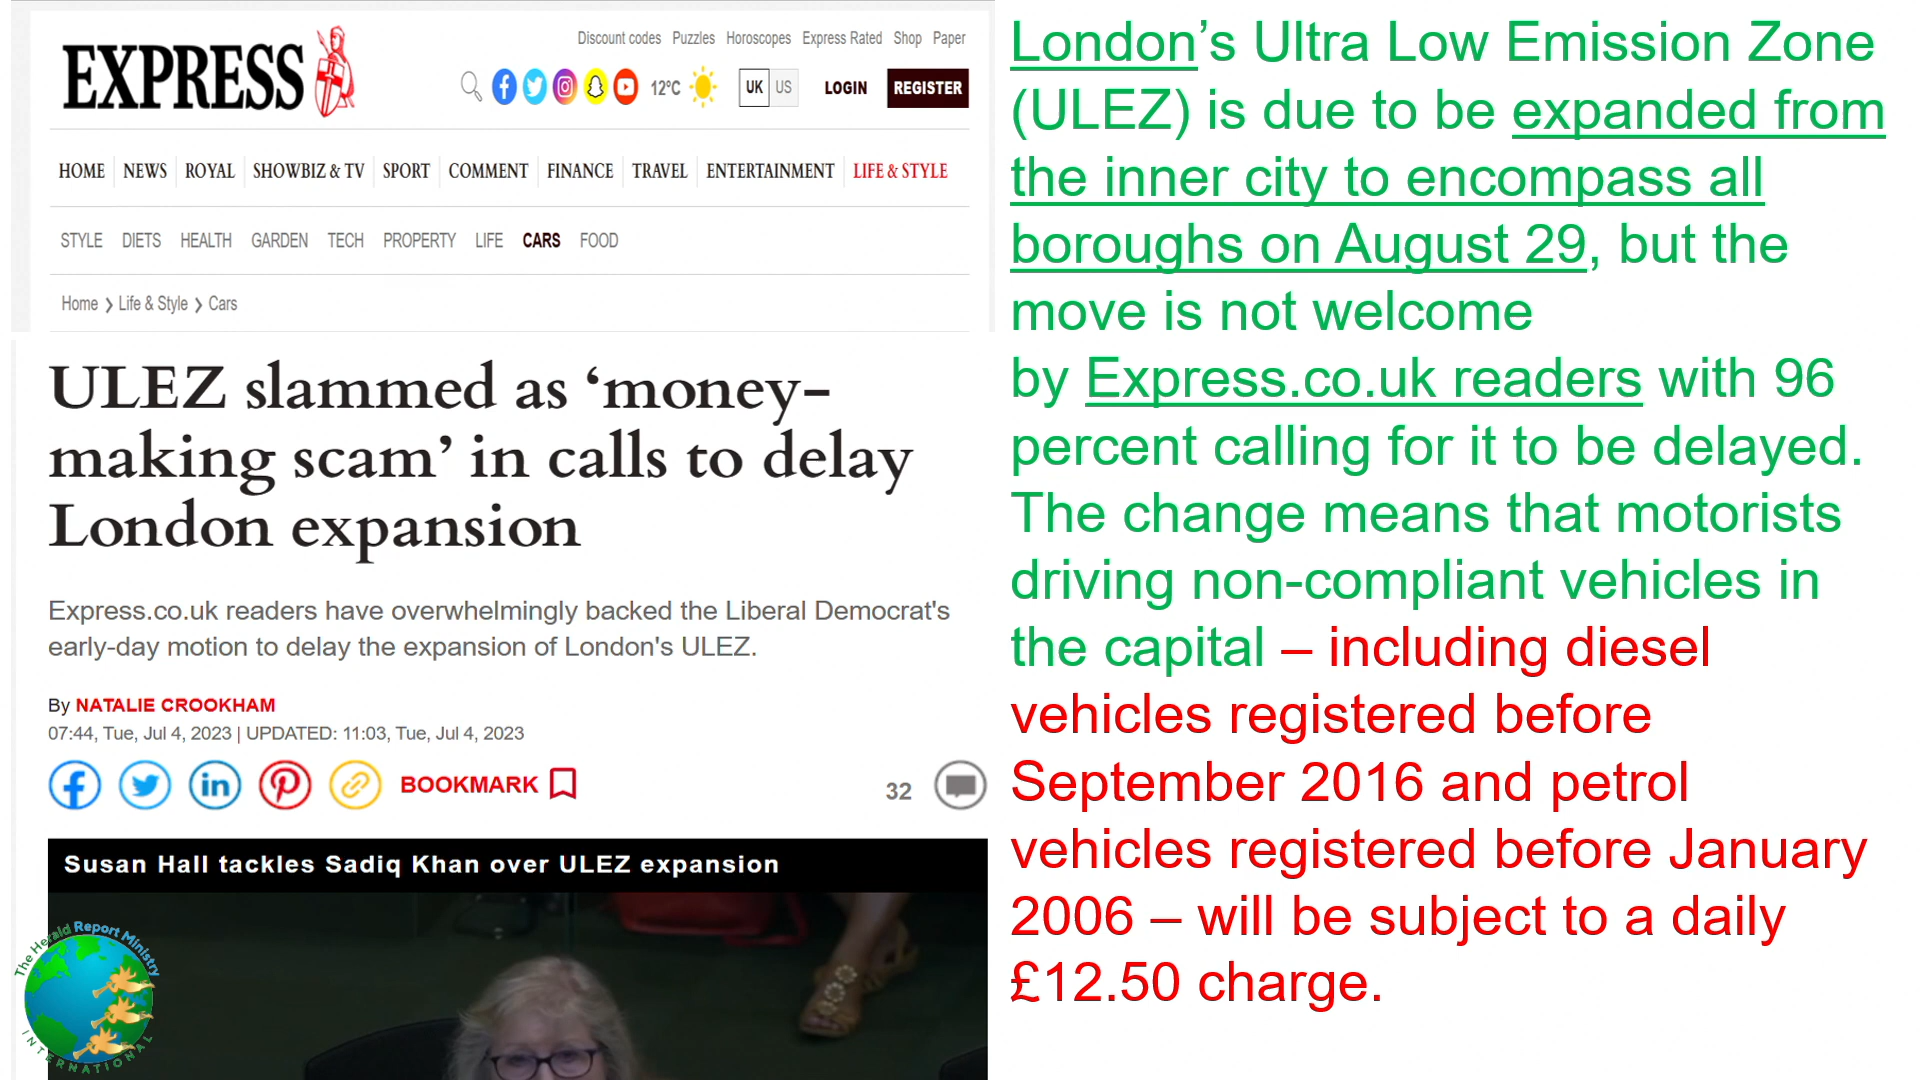 EXPRESS
Discount codes Puzzles Horoscopes Express Rated Shop Paper
12°C UK US LOGIN REGISTER
HOME NEWS ROYAL SHOWBIZ & TV SPORT COMMENT FINANCE TRAVEL ENTERTAINMENT LIFE & STYLE
STYLE DIETS HEALTH GARDEN TECH PROPERTY LIFE CARS FOOD
Home ❯ Life & Style ❯ Cars
ULEZ slammed as ‘money-
making scam’ in calls to delay
London expansion
Express.co.uk readers have overwhelmingly backed the Liberal Democrat's
early-day motion to delay the expansion of London's ULEZ.
By NATALIE CROOKHAM
07:44, Tue, Jul 4, 2023 | UPDATED: 11:03, Tue, Jul 4, 2023
BOOKMARK 32
Susan Hall tackles Sadiq Khan over ULEZ expansion
The Herald Report Ministry
INTERNATIONAL
London’s Ultra Low Emission Zone
(ULEZ) is due to be expanded from
the inner city to encompass all
boroughs on August 29, but the
move is not welcome
by Express.co.uk readers with 96
percent calling for it to be delayed.
The change means that motorists
driving non-compliant vehicles in
the capital – including diesel
vehicles registered before
September 2016 and petrol
vehicles registered before January
2006 – will be subject to a daily
£12.50 charge.